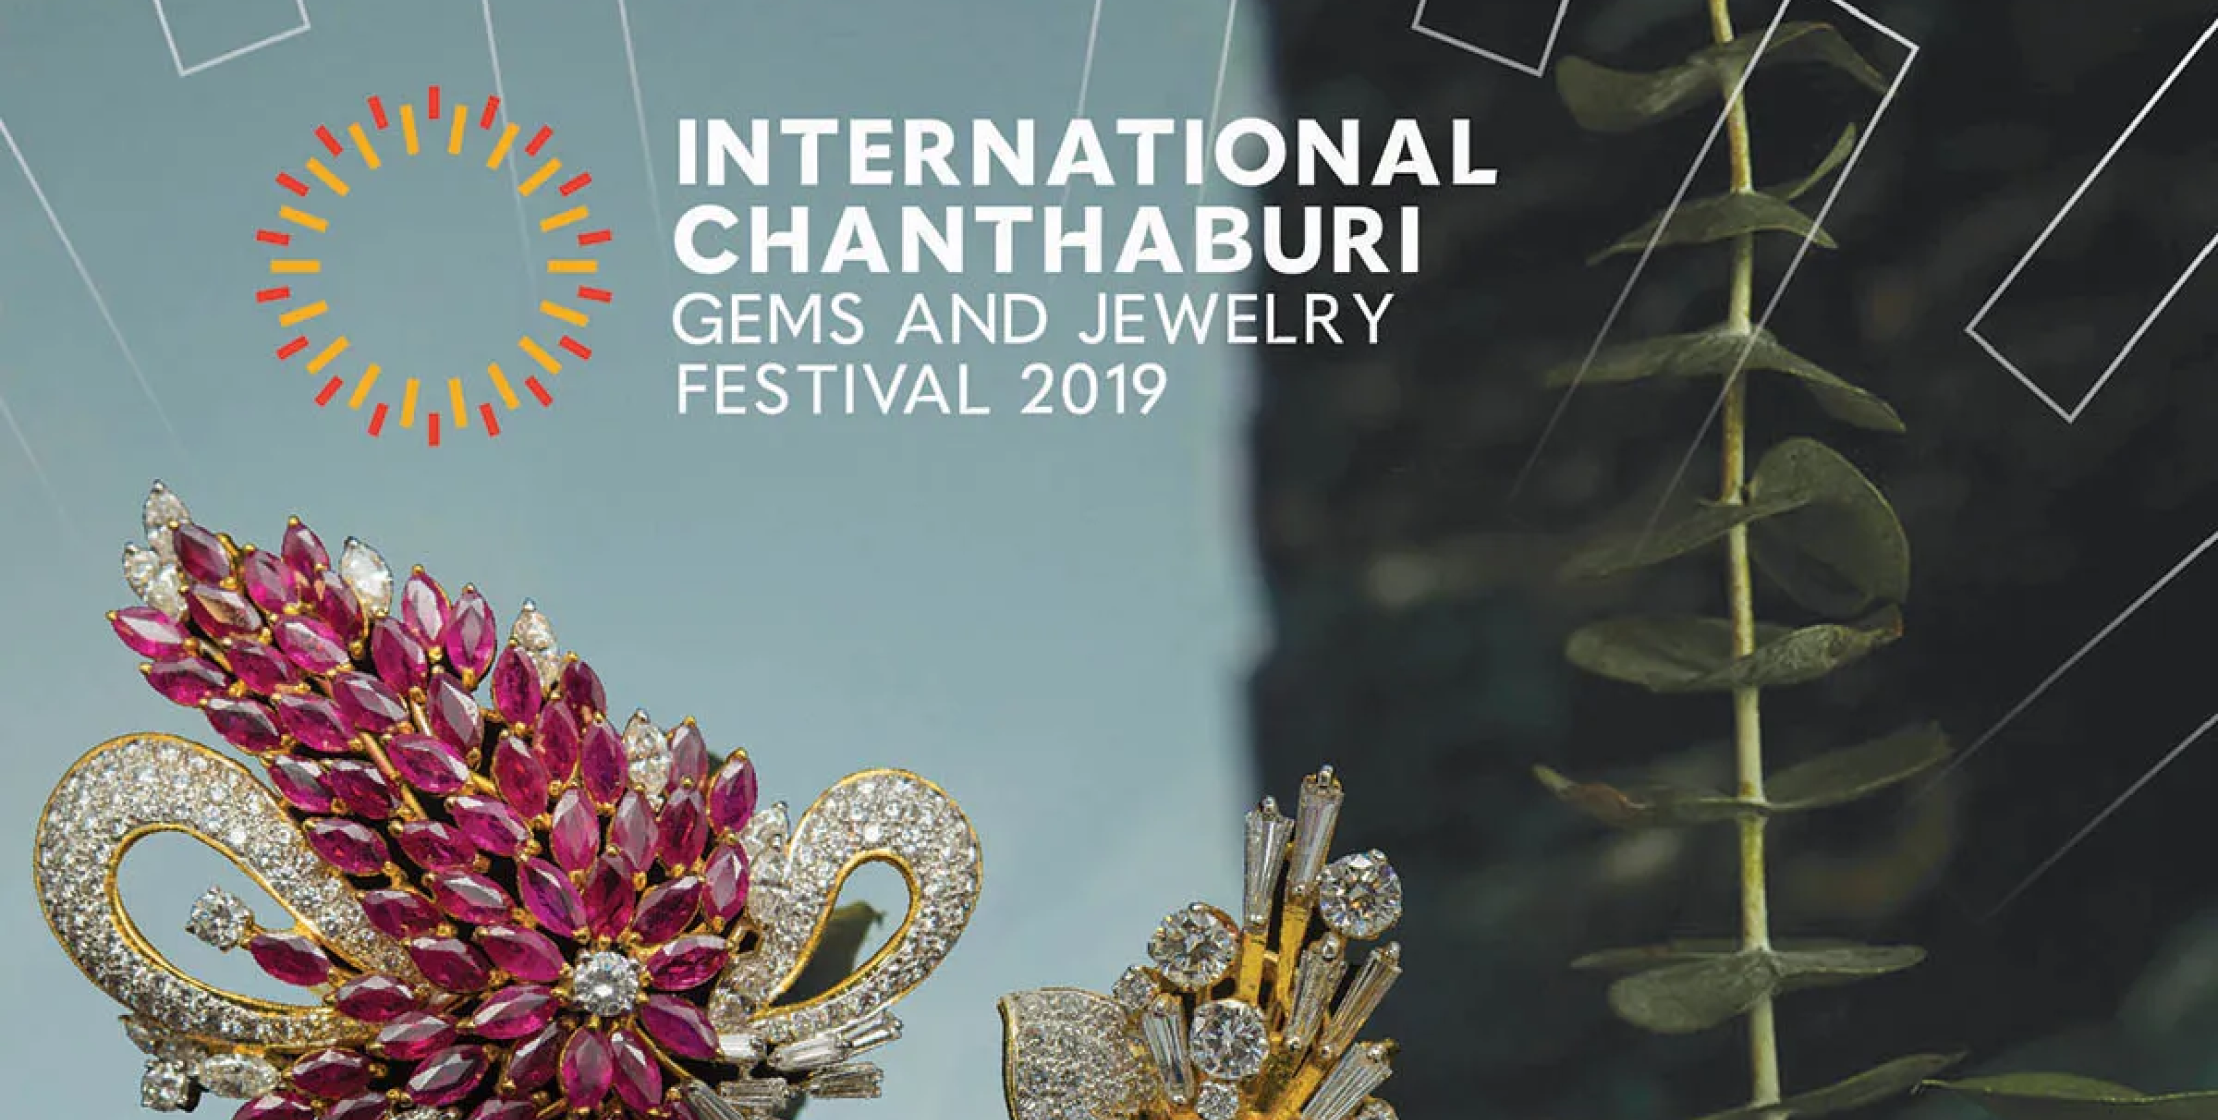 INTERNATIONAL
CHANTHABURI
GEMS AND JEWELRY
FESTIVAL 2019